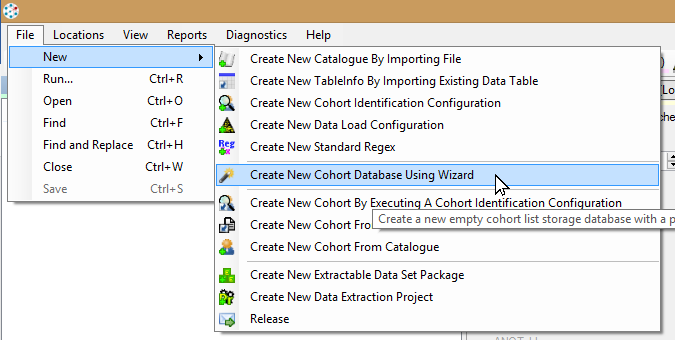 File Locations View Reports Diagnostics Help
New
Run... Ctrl+R
Open Ctrl+O
Find Ctrl+F
Find and Replace Ctrl+H
Close Ctrl+W
Save Ctrl+S
Create New Catalogue By Importing File
Create New TableInfo By Importing Existing Data Table
Create New Cohort Identification Configuration
Create New Data Load Configuration
Reg Create New Standard Regex
Create New Cohort Database Using Wizard
Create New Cohort By Executing A Cohort Identification Configuration
Create a new empty cohort list storage database with a p
Create New Cohort Fro
Create New Cohort From Catalogue
Create New Extractable Data Set Package
Create New Data Extraction Project
Release